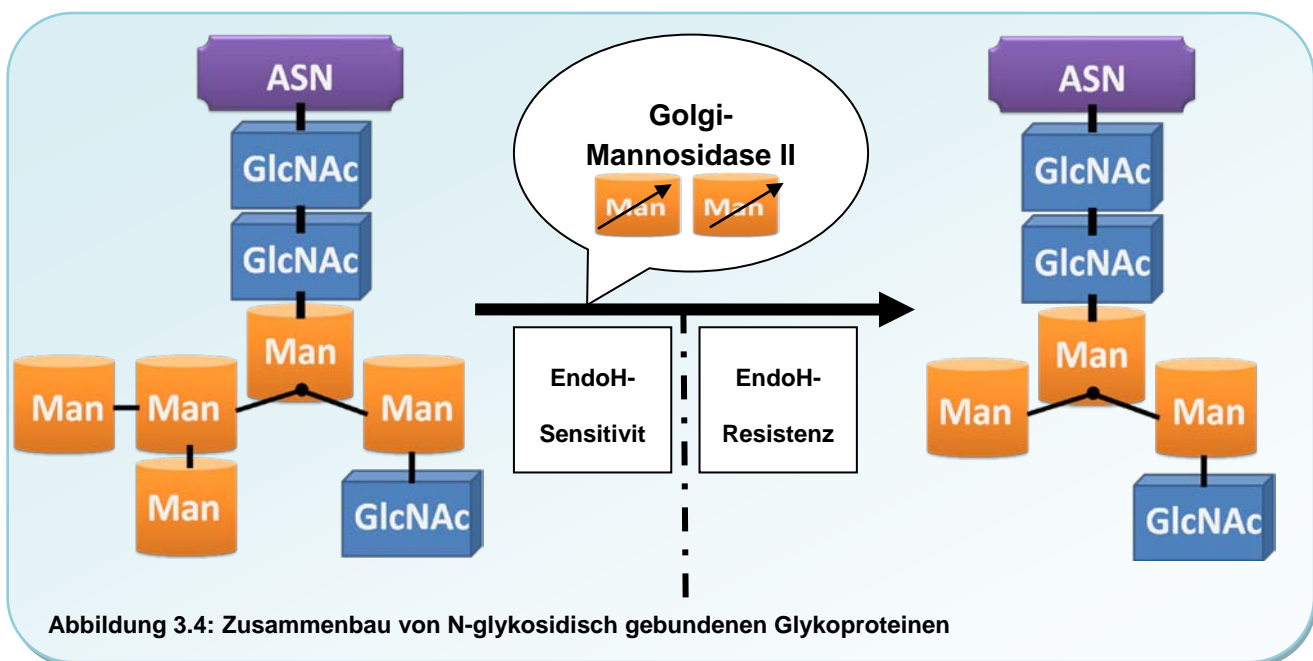 ASN
GlcNAc
GlcNAc
Man
Man
Man
Man
Man
GlcNAc
Golgi-
Mannosidase II
Man
Man
EndoH-
Sensitivit
EndoH-
Resistenz
ASN
GlcNAc
GlcNAc
Man
Man
Man
GlcNAc
Abbildung 3.4: Zusammenbau von N-glykosidisch gebundenen Glykoproteinen